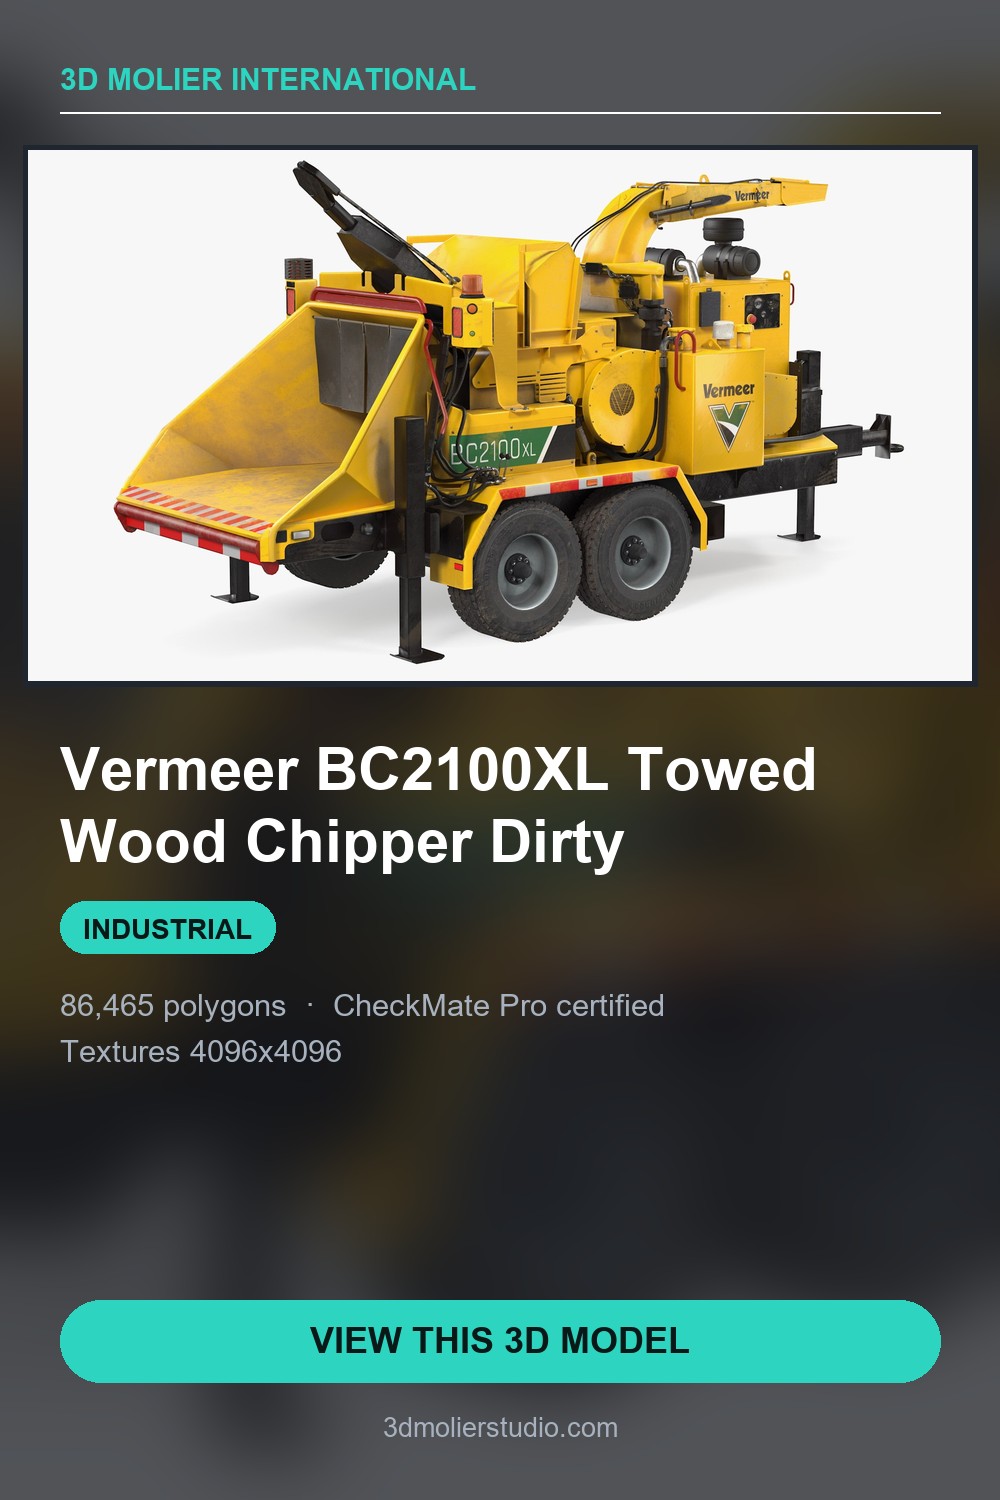 3D MOLIER INTERNATIONAL
Vermeer
Vermeer
BC2100XL
Vermeer BC2100XL Towed
Wood Chipper Dirty
INDUSTRIAL
86,465 polygons · CheckMate Pro certified
Textures 4096x4096
VIEW THIS 3D MODEL
3dmolierstudio.com